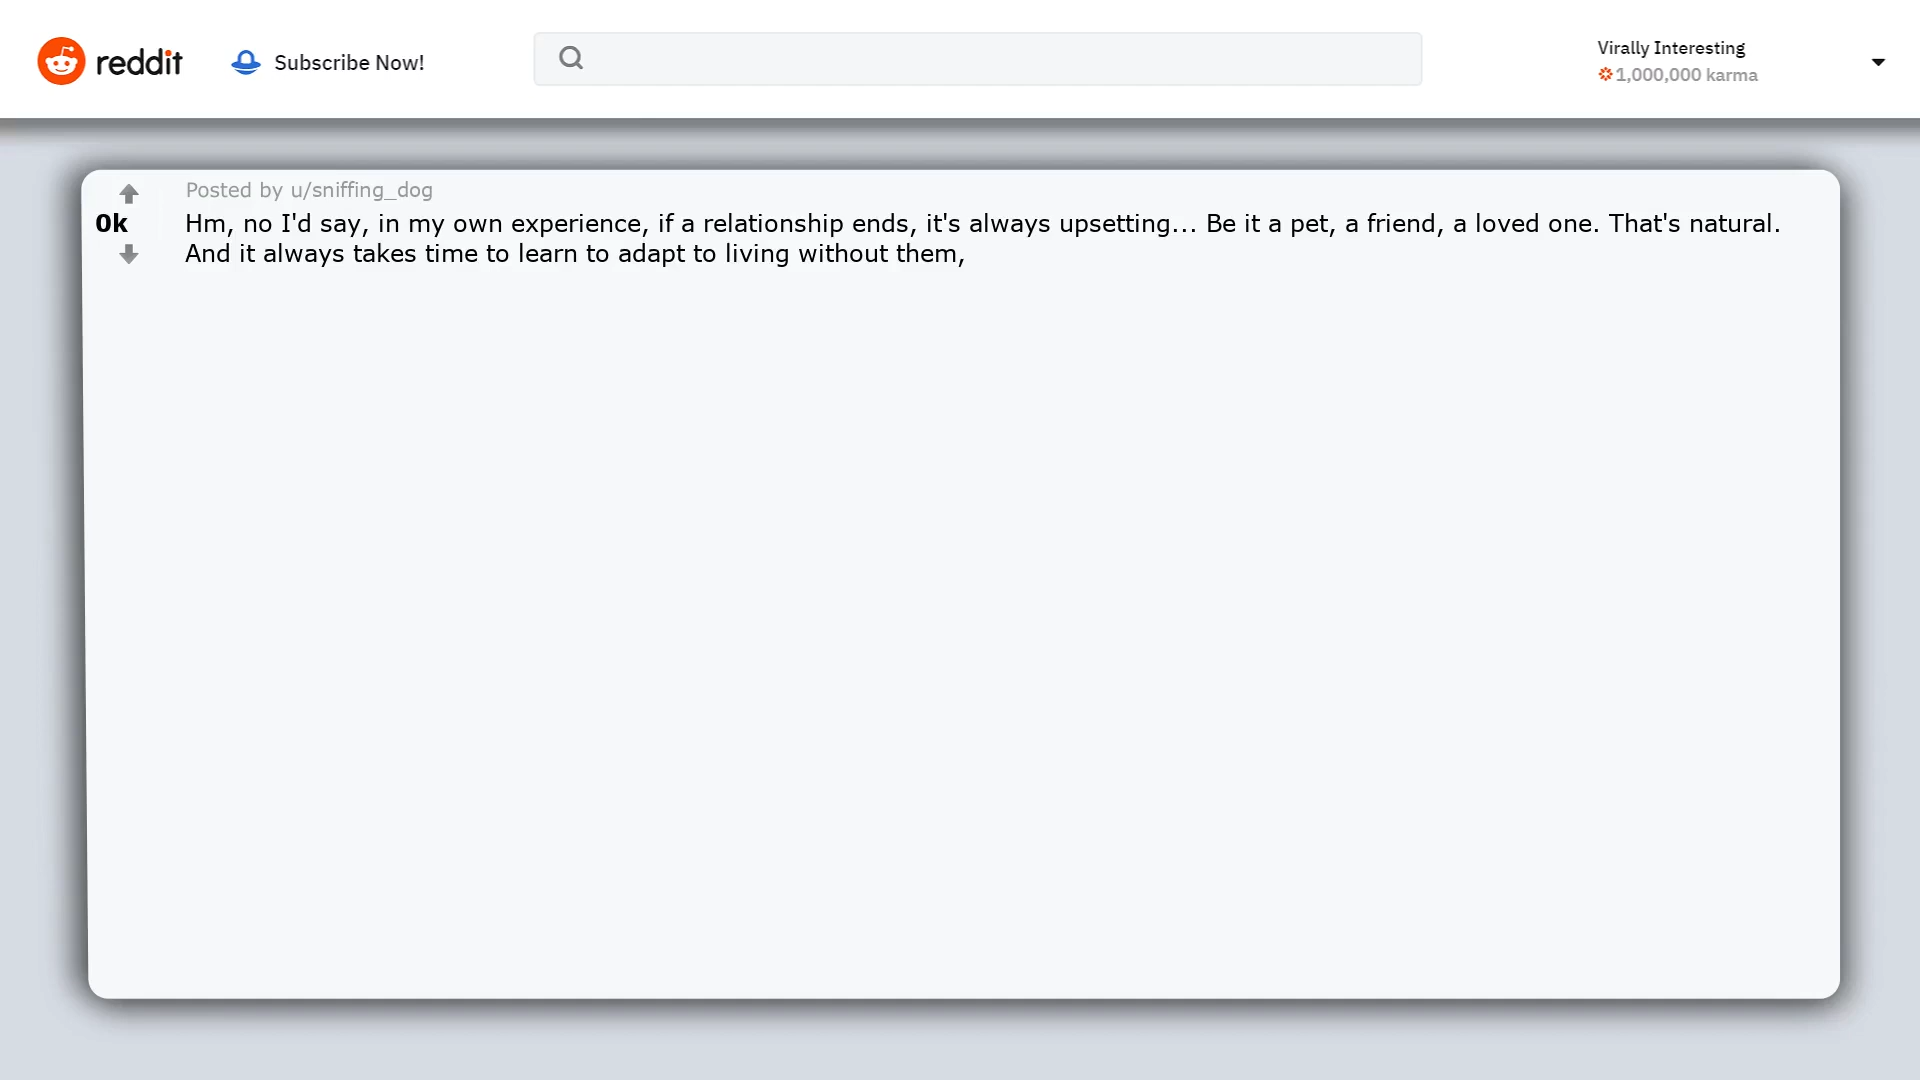 reddit
Subscribe Now!
Virally Interesting
1,000,000 karma
Posted by u/sniffing_dog
0k
Hm, no I'd say, in my own experience, if a relationship ends, it's always upsetting... Be it a pet, a friend, a loved one. That's natural.
And it always takes time to learn to adapt to living without them,